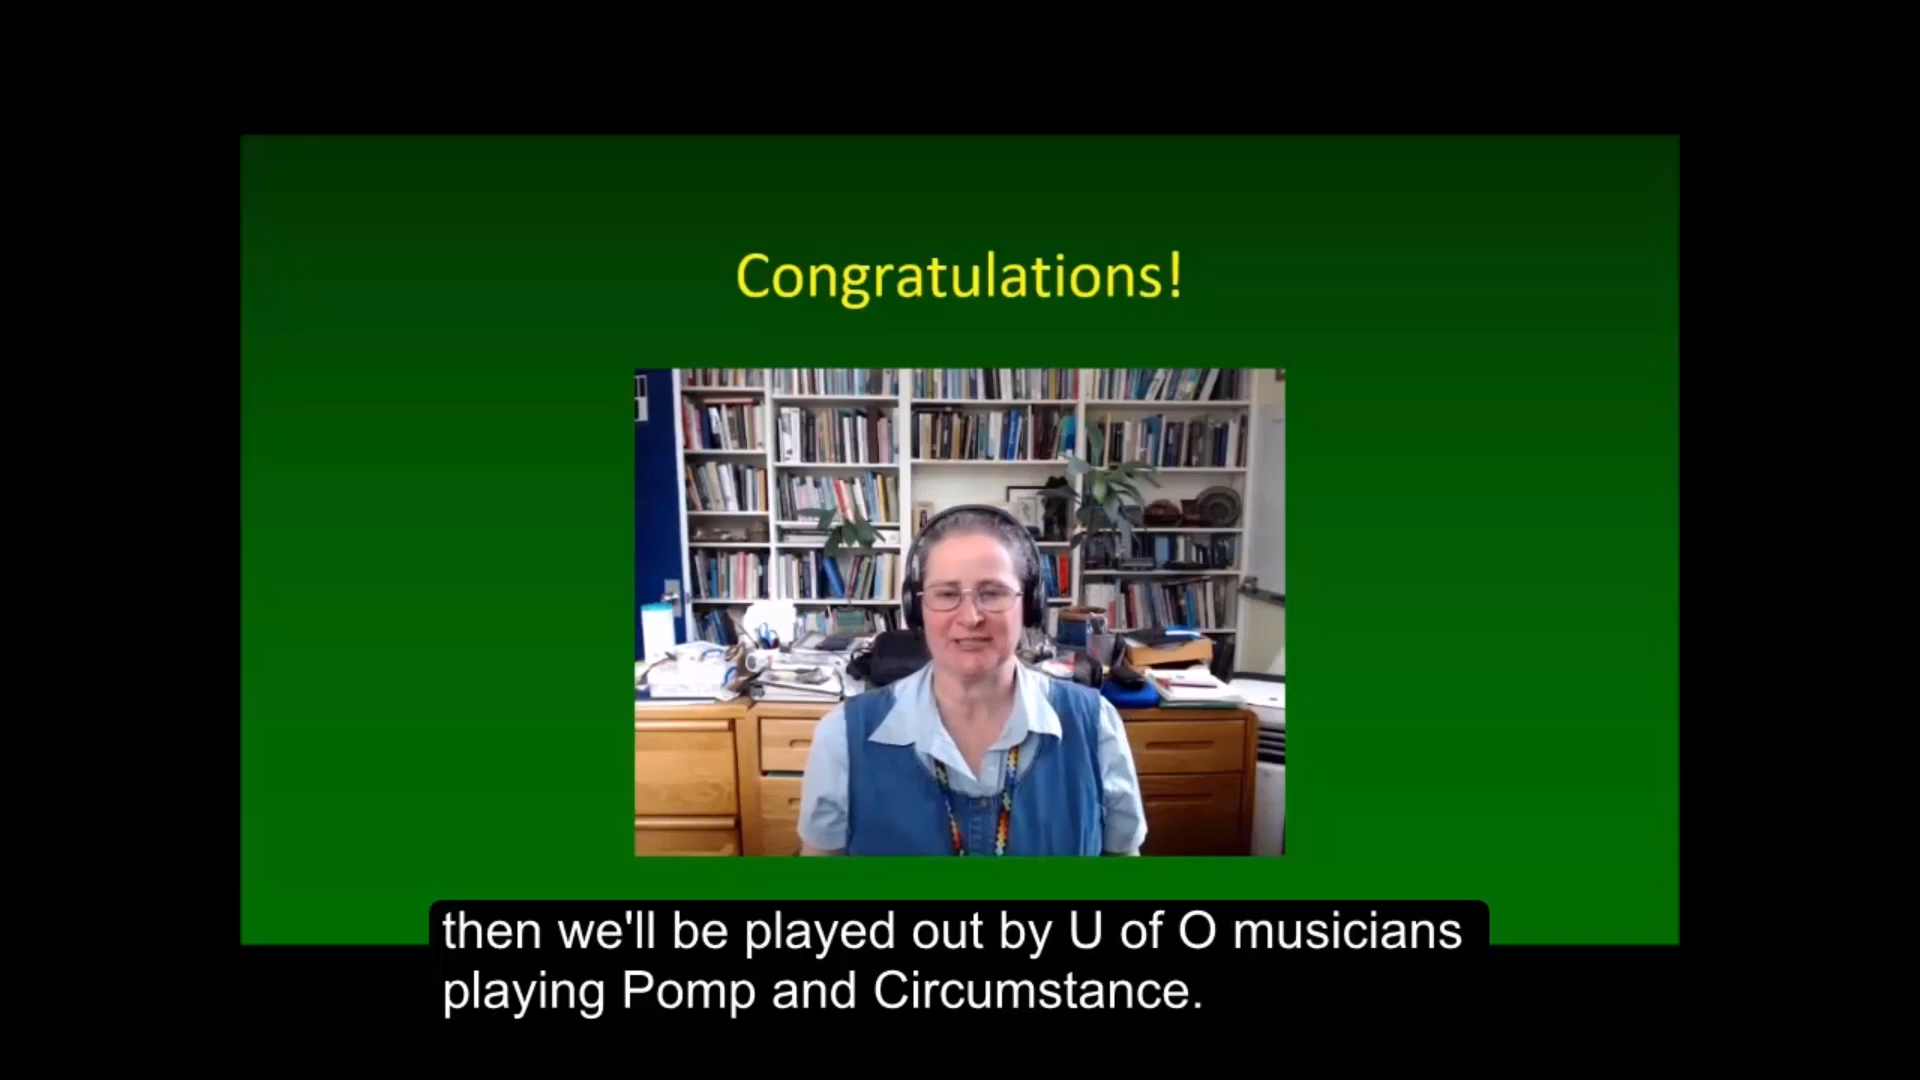 Congratulations!
then we'll be played out by U of O musicians
playing Pomp and Circumstance.